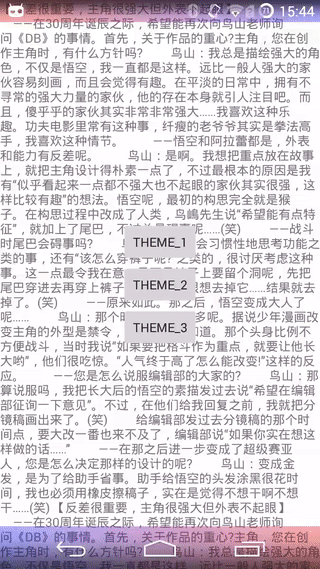 15:44
【反差很重要,主角很强大但外表不起眼】
——在30周年诞辰之际,希望能再次向鸟山老师询
问《DB》的事情。首先,关于作品的重心?主角,您在创
作主角时,有什么方针吗? 鸟山:我总是描绘强大的角
色,不仅是悟空,我一直都是这样。远比一般人强大的家
伙容易刻画,而且会觉得有趣。在平淡的日常中,拥有不
寻常的强大力量的家伙,他的存在本身就引人注目吧。而
且,傻乎乎的家伙其实非常非常强大……我喜欢这种乐
趣。功夫电影里常有这种事,纤瘦的老爷爷其实是拳法高
手,我喜欢这种情节。 ——悟空和阿拉蕾都是,外表
和能力有反差呢。 鸟山:是啊。我想把重点放在故事
上,就把主角设计得朴素一点了,不过最根本的原因是我
有“似乎看起来一点都不强大也不起眼的家伙其实很强,这
样比较有趣”的想法。悟空呢,最初的构思完全就是猴
子。在构思过程中改成了人类,鸟嶋先生说“希望能有点特
征”,就加上了尾巴,
(笑) ——战斗
时尾巴会碍事吗? 鸟
会习惯性地思考功能之
类的事,还有“该怎么穿裤子呢?”之类的,很讨厌考虑这种
事。这一点最令我在意
上要留个洞呢,先把
尾巴穿进去再穿上裤子
想去掉它……结果就去
掉了。(笑) ——原来如此。那之后,悟空变成大人了
呢…… 鸟山:那个时
多呢。据说少年漫画改
变主角的外型是禁令,
知道。那个头身比例不
方便战斗,当时我说“如果要把格斗作为重点,就要让他长
大哟”,他们很吃惊。“人气终于高了怎么能改变!”这样的反
应。 ——您是怎么说服编辑部的大家的? 鸟山:那
算说服吗,我把长大后的悟空的素描发过去说“希望在编
辑部征询一下意见”。不过,在他们给我回复之前,我就把分
镜稿画出来了。(笑) 给编辑部发过去分镜稿的那个时
间点,要大改一番也来不及了,编辑部说“如果你实在想这
样做的话……” ——在那之后进一步变成了超级赛亚
人,您是怎么决定那样的设计的呢? 鸟山:变成金
发,是为了给助手省事。助手给悟空的头发涂黑很花时
间,我也必须用橡皮擦稿子,实在是觉得不想干啊不想
干……(笑)【反差很重要,主角很强大但外表不起眼】
——在30周年诞辰之际,希望能再次向鸟山老师询
问《DB》的事情。首先,关于作品的重心?主角,您在创
作主角时,有什么方针吗? 鸟山:我总是描绘强大的角
色,不仅是悟空,我一直都是这样。远比一般人强大的家
THEME_1
THEME_2
THEME_3